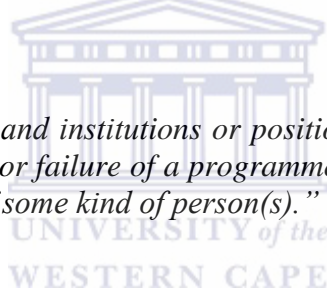 and institutions or positio
or failure of a programme
some kind of person(s).”
UNIVERSITY of the
WESTERN CAPE